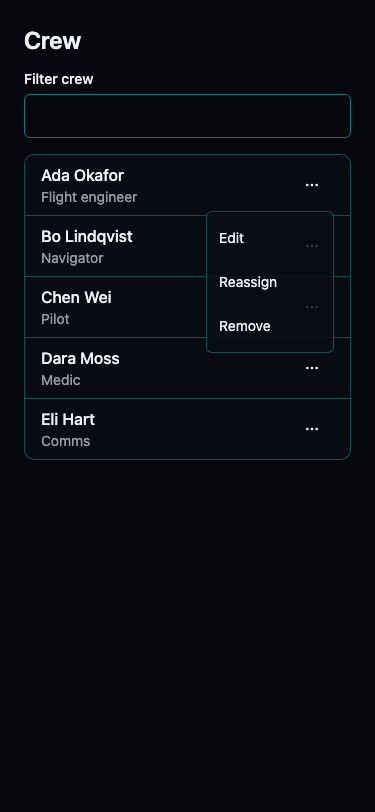 Crew
Filter crew
Ada Okafor
...
Flight engineer
Bo Lindqvist
...
Navigator
Edit
Chen Wei
...
Pilot
Reassign
Remove
Dara Moss
...
Medic
Eli Hart
...
Comms